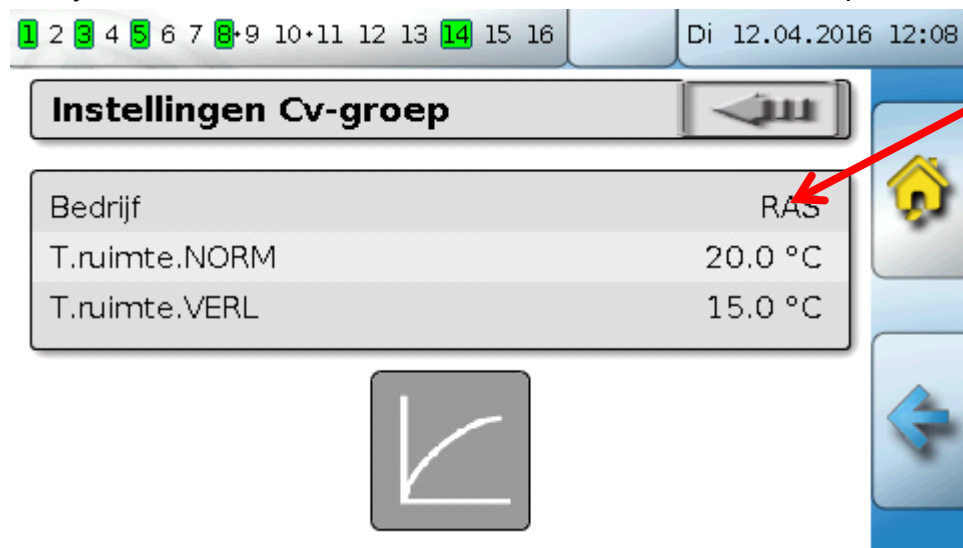 1 2 3 4 5 6 7 8•9 10•11 12 13 14 15 16 Di 12.04.2016 12:08
Instellingen Cv-groep
Bedrijf RAS
T.ruimte.NORM 20.0 °C
T.ruimte.VERL 15.0 °C